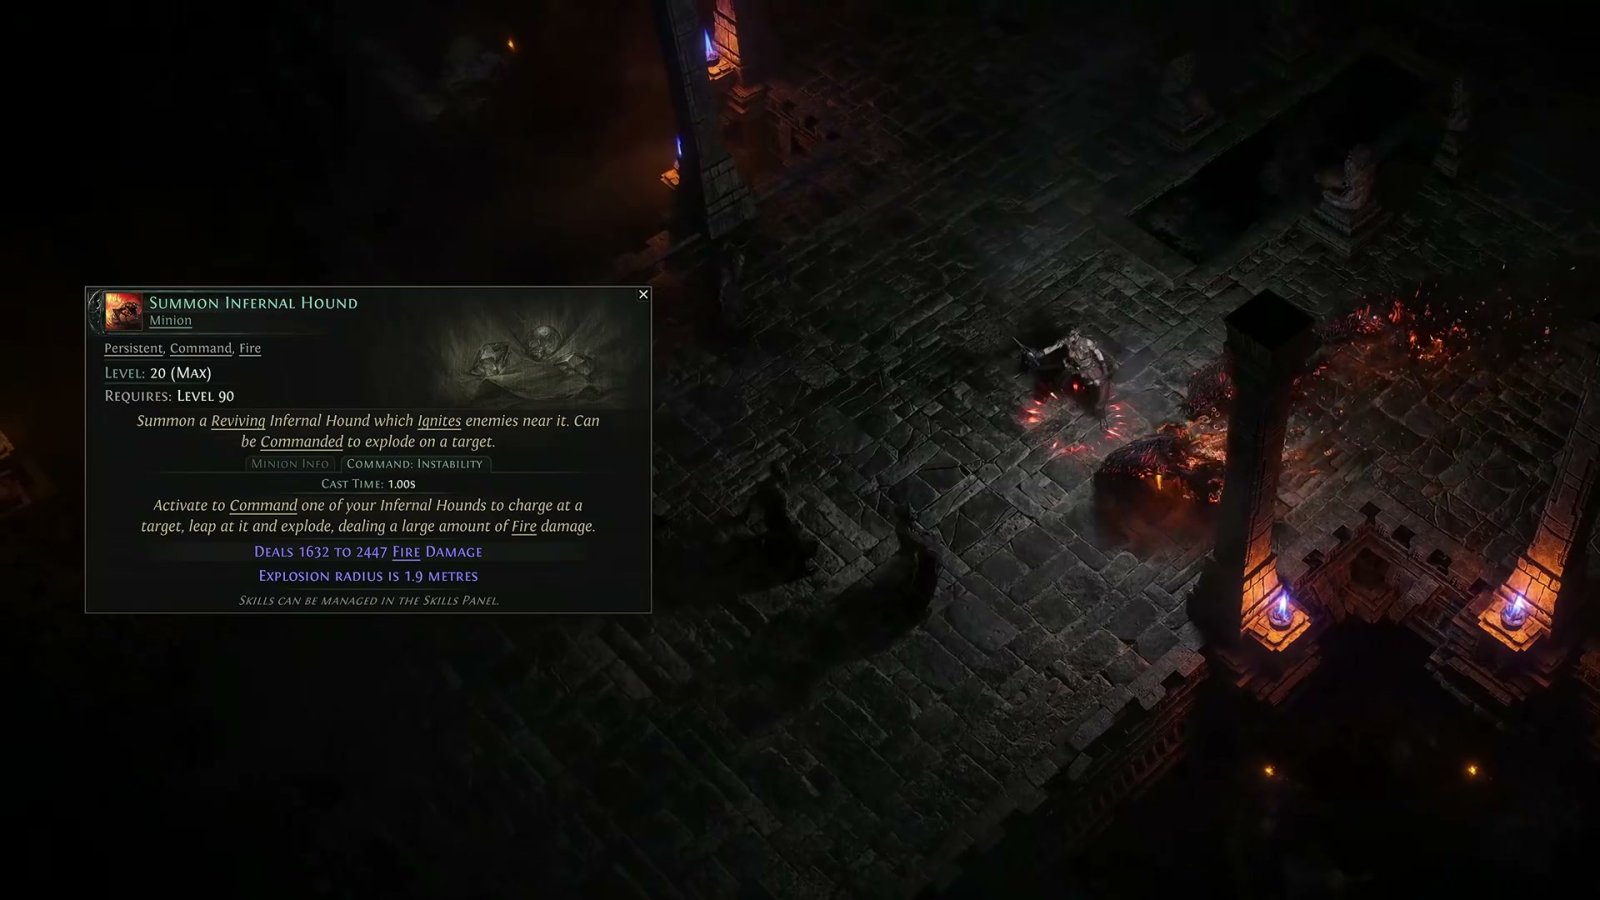 Summon Infernal Hound
Minion
Persistent, Command, Fire
Level: 20 (Max)
Requires: Level 90
Summon a Reviving Infernal Hound which Ignites enemies near it. Can
be Commanded to explode on a target.
Minion Info Command: Instability
Cast Time: 1.00s
Activate to Command one of your Infernal Hounds to charge at a
target, leap at it and explode, dealing a large amount of Fire damage.
Deals 1632 to 2447 Fire Damage
Explosion radius is 1.9 metres
Skills can be managed in the Skills Panel.